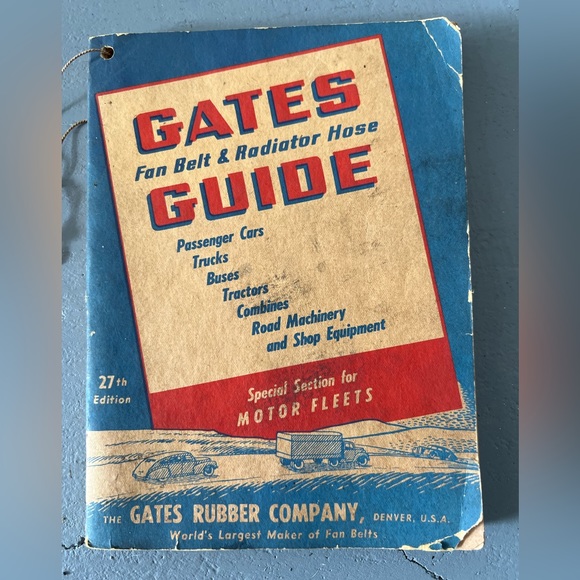 GATES
Fan Belt & Radiator Hose
GUIDE
Passenger Cars
Trucks
Buses
Tractors
Combines
Road Machinery
and Shop Equipment
27th
Edition
Special Section for
MOTOR FLEETS
THE GATES RUBBER COMPANY, DENVER, U.S.A.
World's Largest Maker of Fan Belts